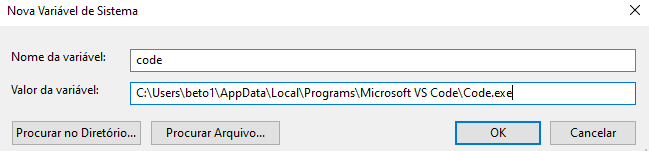 Nova Variável de Sistema
Nome da variável: code
Valor da variável: C:\Users\beto1\AppData\Local\Programs\Microsoft VS Code\Code.exe
Procurar no Diretório... Procurar Arquivo... OK Cancelar